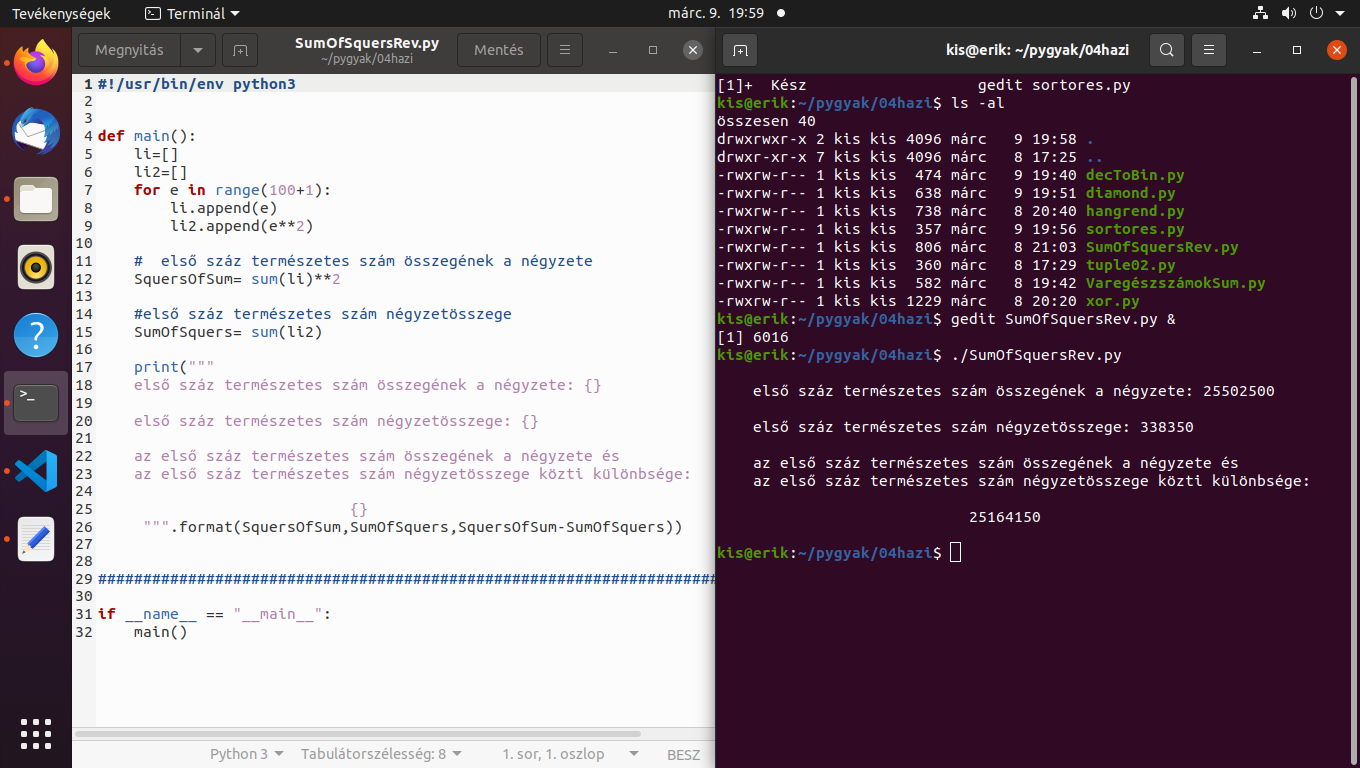 Tevékenységek
Terminál
márc. 9. 19:59
Megnyitás
SumOfSquersRev.py
~/pygyak/04hazi
Mentés
1 #!/usr/bin/env python3
2
3
4 def main():
5     li=[]
6     li2=[]
7     for e in range(100+1):
8         li.append(e)
9         li2.append(e**2)
10
11     #  első száz természetes szám összegének a négyzete
12     SquersOfSum= sum(li)**2
13
14     #első száz természetes szám négyzetösszege
15     SumOfSquers= sum(li2)
16
17     print("""
18     első száz természetes szám összegének a négyzete: {}
19
20     első száz természetes szám négyzetösszege: {}
21
22     az első száz természetes szám összegének a négyzete és
23     az első száz természetes szám négyzetösszege közti különbsége:
24
25                             {}
26      """.format(SquersOfSum,SumOfSquers,SquersOfSum-SumOfSquers))
27
28
29 #####################################################################
30
31 if __name__ == "__main__":
32     main()
Python 3
Tabulátorszélesség: 8
1. sor, 1. oszlop
BESZ
kis@erik: ~/pygyak/04hazi
[1]+  Kész                   gedit sortores.py
kis@erik:~/pygyak/04hazi$ ls -al
összesen 40
drwxrwxr-x 2 kis kis 4096 márc   9 19:58 .
drwxr-xr-x 7 kis kis 4096 márc   8 17:25 ..
-rwxrw-r-- 1 kis kis  474 márc   9 19:40 decToBin.py
-rwxrw-r-- 1 kis kis  638 márc   9 19:51 diamond.py
-rwxrw-r-- 1 kis kis  738 márc   8 20:40 hangrend.py
-rwxrw-r-- 1 kis kis  357 márc   9 19:56 sortores.py
-rwxrw-r-- 1 kis kis  806 márc   8 21:03 SumOfSquersRev.py
-rwxrw-r-- 1 kis kis  360 márc   8 17:29 tuple02.py
-rwxrw-r-- 1 kis kis  582 márc   8 19:42 VaregészszámokSum.py
-rwxrw-r-- 1 kis kis 1229 márc   8 20:20 xor.py
kis@erik:~/pygyak/04hazi$ gedit SumOfSquersRev.py &
[1] 6016
kis@erik:~/pygyak/04hazi$ ./SumOfSquersRev.py
első száz természetes szám összegének a négyzete: 25502500
első száz természetes szám négyzetösszege: 338350
az első száz természetes szám összegének a négyzete és
az első száz természetes szám négyzetösszege közti különbsége:
25164150
kis@erik:~/pygyak/04hazi$